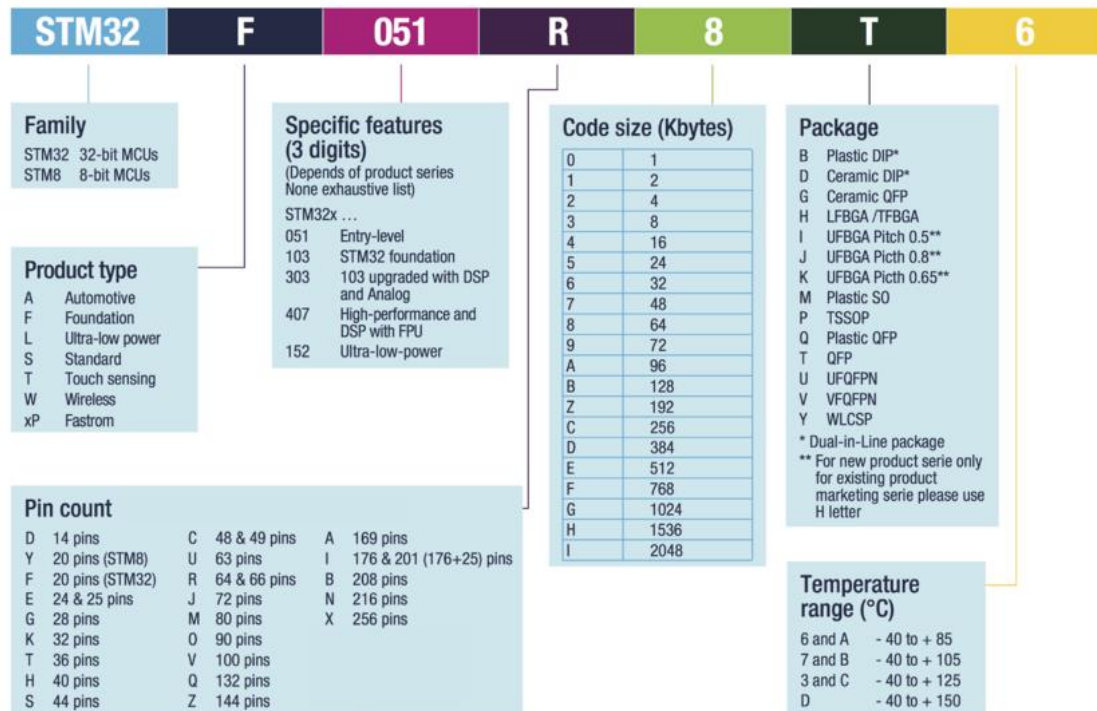 STM32 F 051 R 8 T 6
Family
STM32 32-bit MCUs
STM8 8-bit MCUs
Product type
A Automotive
F Foundation
L Ultra-low power
S Standard
T Touch sensing
W Wireless
xP Fastrom
Specific features
(3 digits)
(Depends of product series
None exhaustive list)
STM32x ...
051 Entry-level
103 STM32 foundation
303 103 upgraded with DSP
and Analog
407 High-performance and
DSP with FPU
152 Ultra-low-power
Pin count
D 14 pins
Y 20 pins (STM8)
F 20 pins (STM32)
E 24 & 25 pins
G 28 pins
K 32 pins
T 36 pins
H 40 pins
S 44 pins
C 48 & 49 pins
U 63 pins
R 64 & 66 pins
J 72 pins
M 80 pins
O 90 pins
V 100 pins
Q 132 pins
Z 144 pins
A 169 pins
I 176 & 201 (176+25) pins
B 208 pins
N 216 pins
X 256 pins
Code size (Kbytes)
0 1
1 2
2 4
3 8
4 16
5 24
6 32
7 48
8 64
9 72
A 96
B 128
Z 192
C 256
D 384
E 512
F 768
G 1024
H 1536
I 2048
Package
B Plastic DIP*
D Ceramic DIP*
G Ceramic QFP
H LFBGA /TFBGA
I UFBGA Pitch 0.5**
J UFBGA Picth 0.8**
K UFBGA Picth 0.65**
M Plastic SO
P TSSOP
Q Plastic QFP
T QFP
U UFQFPN
V VFQFPN
Y WLCSP
* Dual-in-Line package
** For new product serie only
for existing product
marketing serie please use
H letter
Temperature
range (°C)
6 and A - 40 to + 85
7 and B - 40 to + 105
3 and C - 40 to + 125
D - 40 to + 150